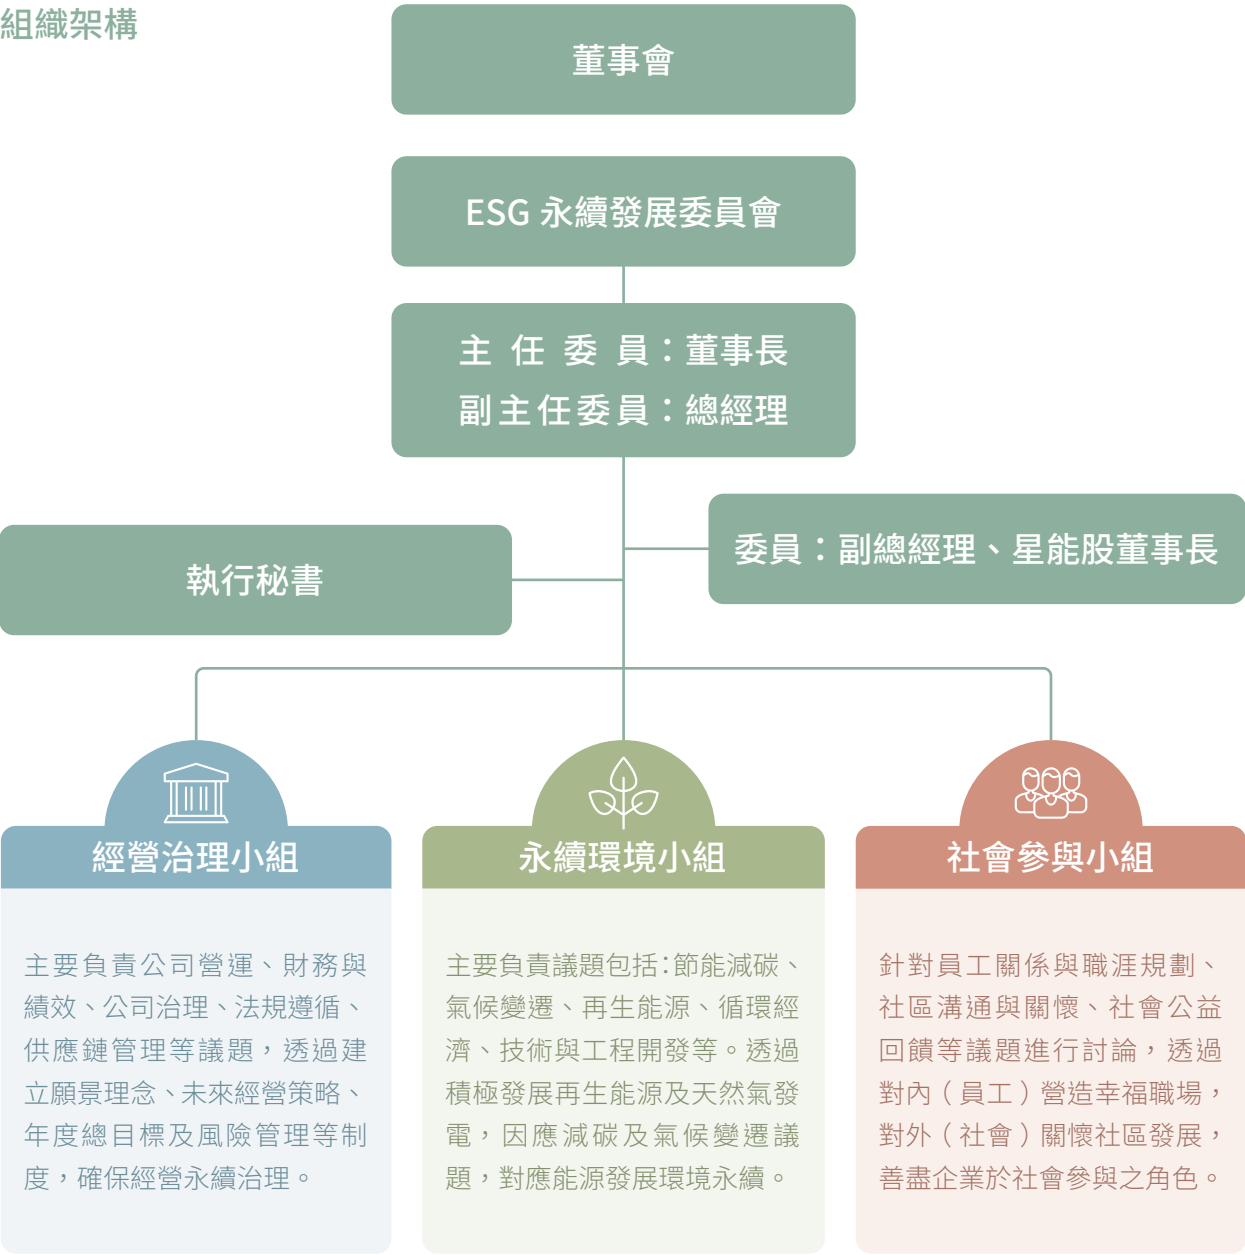 組織架構
董事會
ESG 永續發展委員會
主任委員：董事長
副主任委員：總經理
委員：副總經理、星能股董事長
執行秘書
經營治理小組
主要負責公司營運、財務與
績效、公司治理、法規遵循、
供應鏈管理等議題，透過建
立願景理念、未來經營策略、
年度總目標及風險管理等制
度，確保經營永續治理。
永續環境小組
主要負責議題包括：節能減碳、
氣候變遷、再生能源、循環經
濟、技術與工程開發等。透過
積極發展再生能源及天然氣發
電，因應減碳及氣候變遷議
題，對應能源發展環境永續。
社會參與小組
針對員工關係與職涯規劃、
社區溝通與關懷、社會公益
回饋等議題進行討論，透過
對內（員工）營造幸福職場，
對外（社會）關懷社區發展，
善盡企業於社會參與之角色。